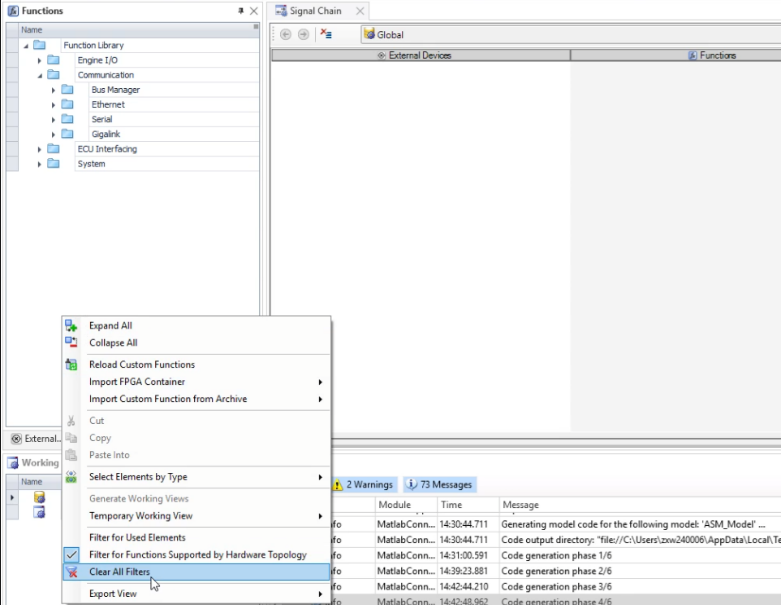 Functions
Name
Function Library
Engine I/O
Communication
Bus Manager
Ethernet
Serial
Gigalink
ECU Interfacing
System
Signal Chain
Global
External Devices
Functions
Expand All
Collapse All
Reload Custom Functions
Import FPGA Container
Import Custom Function from Archive
Cut
Copy
Paste Into
Select Elements by Type
Generate Working Views
Temporary Working View
Filter for Used Elements
Filter for Functions Supported by Hardware Topology
Clear All Filters
Export View
External..
Working
Name
2 Warnings 73 Messages
Module Time Message
nfo MatlabConn... 14:30:44.711 Generating model code for the following model: 'ASM_Model' ...
nfo MatlabConn... 14:30:44.711 Code output directory: "file://C:\Users\zxw240006\AppData\Local\Te
nfo MatlabConn... 14:31:00.591 Code generation phase 1/6
nfo MatlabConn... 14:39:23.881 Code generation phase 2/6
nfo MatlabConn... 14:42:44.210 Code generation phase 3/6
nfo MatlabConn... 14:42:48.962 Code generation phase 4/6